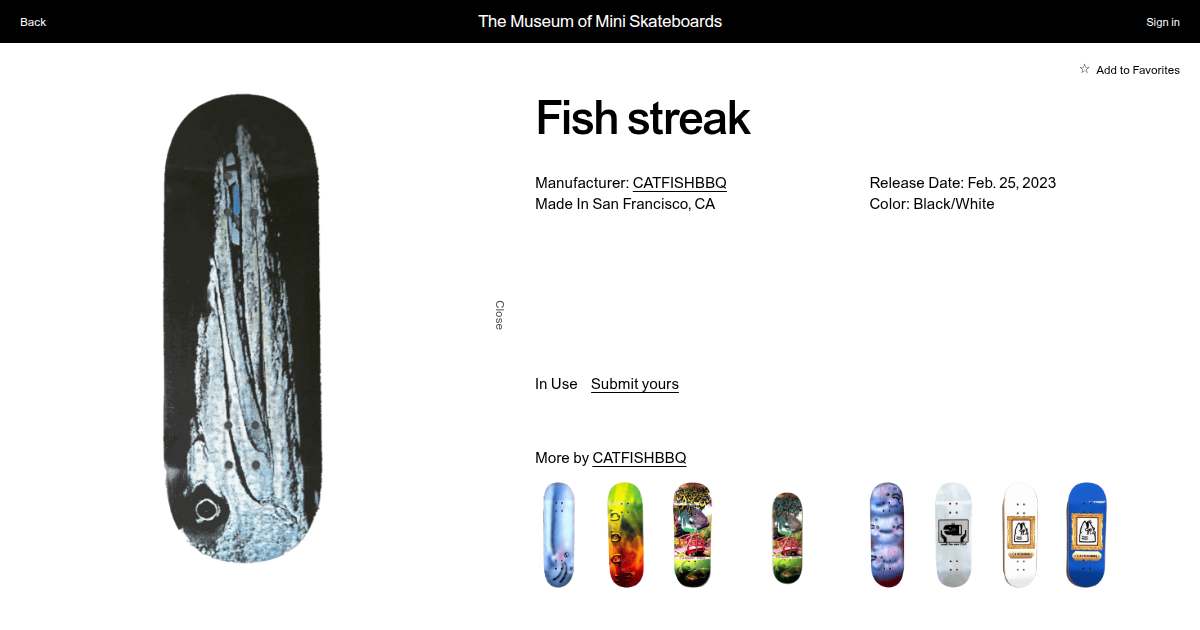 Back
The Museum of Mini Skateboards
Sign in
☆ Add to Favorites
Fish streak
Manufacturer: CATFISHBBQ
Made In San Francisco, CA
Release Date: Feb. 25, 2023
Color: Black/White
Close
In Use Submit yours
More by CATFISHBBQ